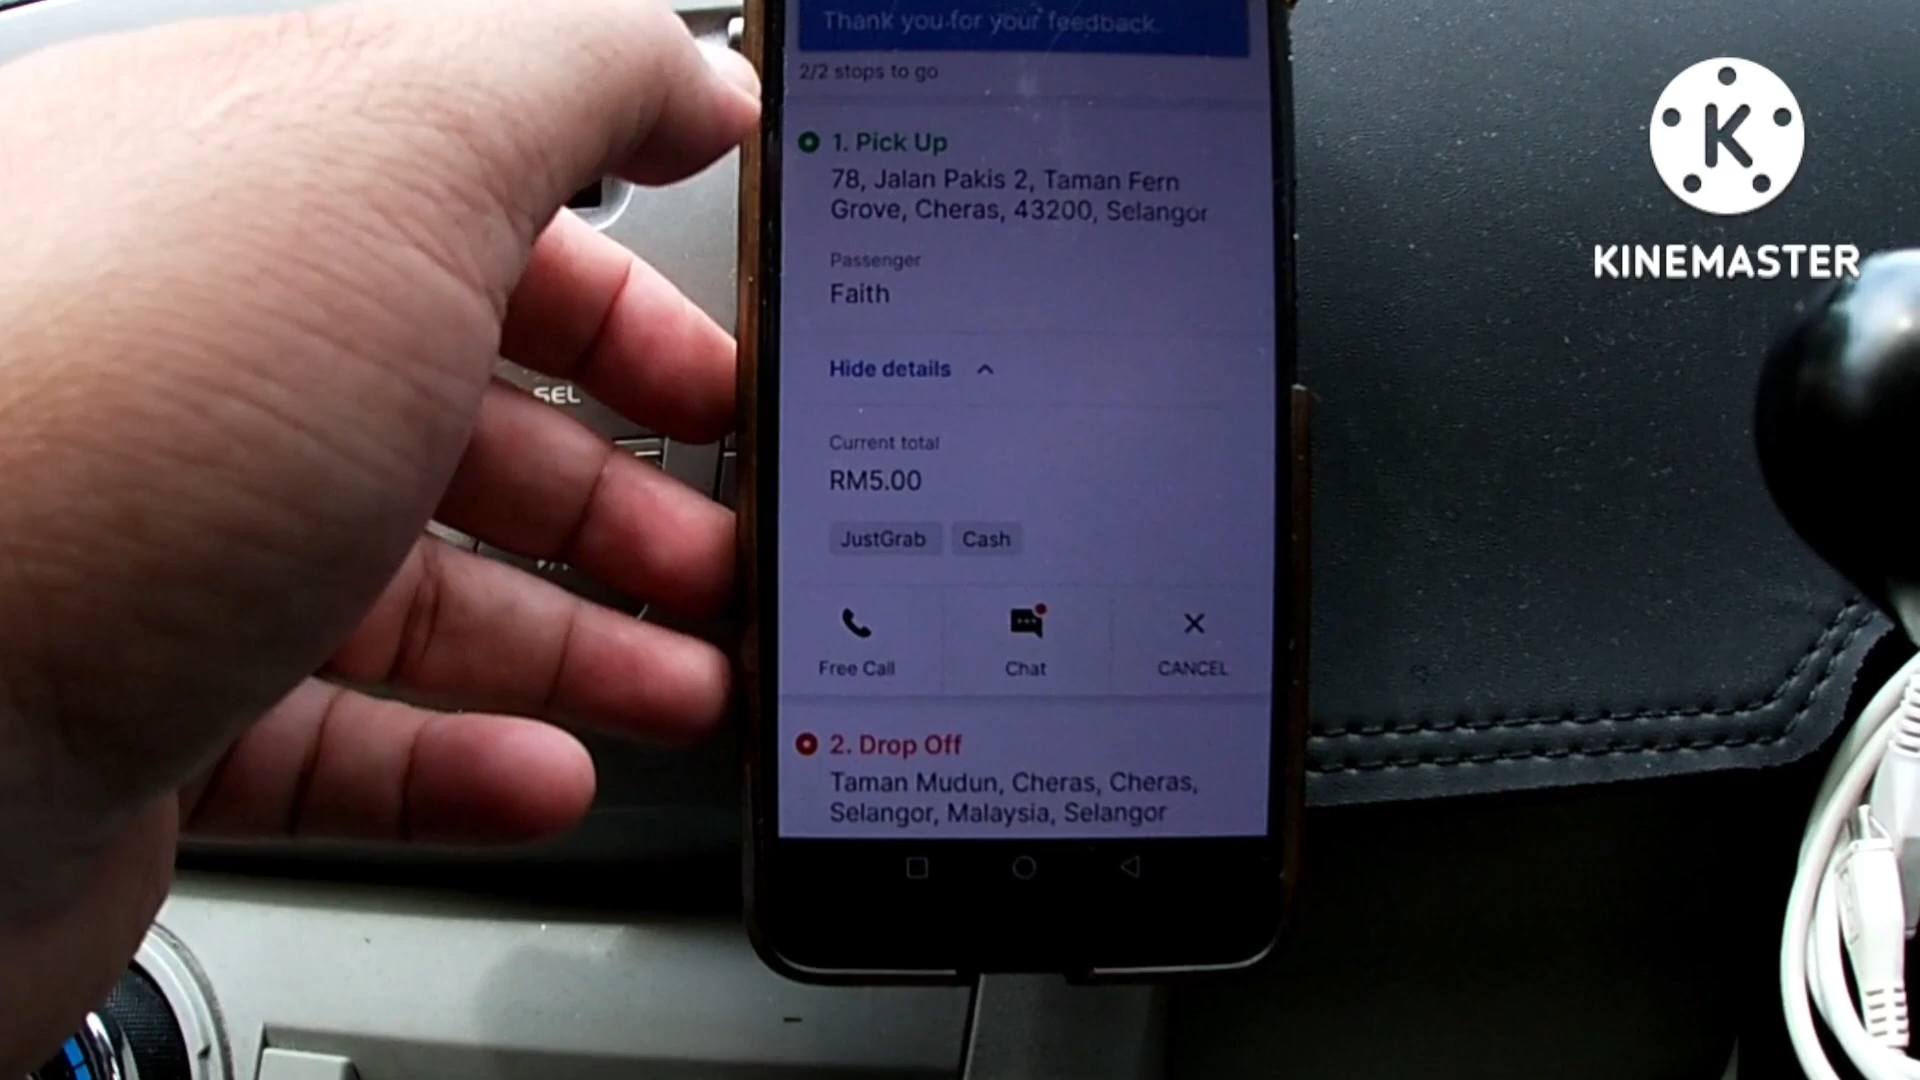 Thank you for your feedback.
2/2 stops to go
1. Pick Up
78, Jalan Pakis 2, Taman Fern
Grove, Cheras, 43200, Selangor
Passenger
Faith
Hide details
Current total
RM5.00
JustGrab Cash
Free Call Chat CANCEL
2. Drop Off
Taman Mudun, Cheras, Cheras,
Selangor, Malaysia, Selangor
SEL
K
KINEMASTER